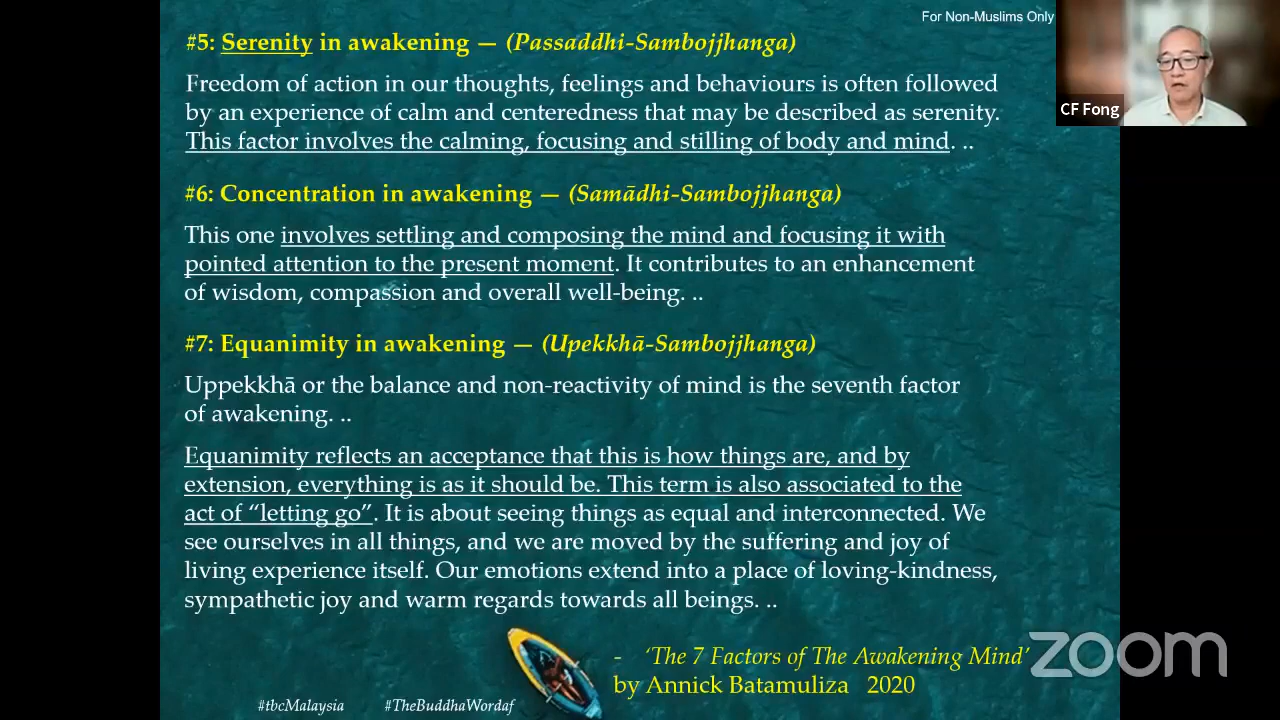 For Non-Muslims Only
#5: Serenity in awakening — (Passaddhi-Sambojjhanga)
Freedom of action in our thoughts, feelings and behaviours is often followed
by an experience of calm and centeredness that may be described as serenity.
This factor involves the calming, focusing and stilling of body and mind. ..
CF Fong
#6: Concentration in awakening — (Samādhi-Sambojjhanga)
This one involves settling and composing the mind and focusing it with
pointed attention to the present moment. It contributes to an enhancement
of wisdom, compassion and overall well-being. ..
#7: Equanimity in awakening — (Upekkhā-Sambojjhanga)
Uppekkhā or the balance and non-reactivity of mind is the seventh factor
of awakening. ..
Equanimity reflects an acceptance that this is how things are, and by
extension, everything is as it should be. This term is also associated to the
act of “letting go”. It is about seeing things as equal and interconnected. We
see ourselves in all things, and we are moved by the suffering and joy of
living experience itself. Our emotions extend into a place of loving-kindness,
sympathetic joy and warm regards towards all beings. ..
- ‘The 7 Factors of The Awakening Mind’
by Annick Batamuliza 2020
zoom
#tbcMalaysia #TheBuddhaWordaf